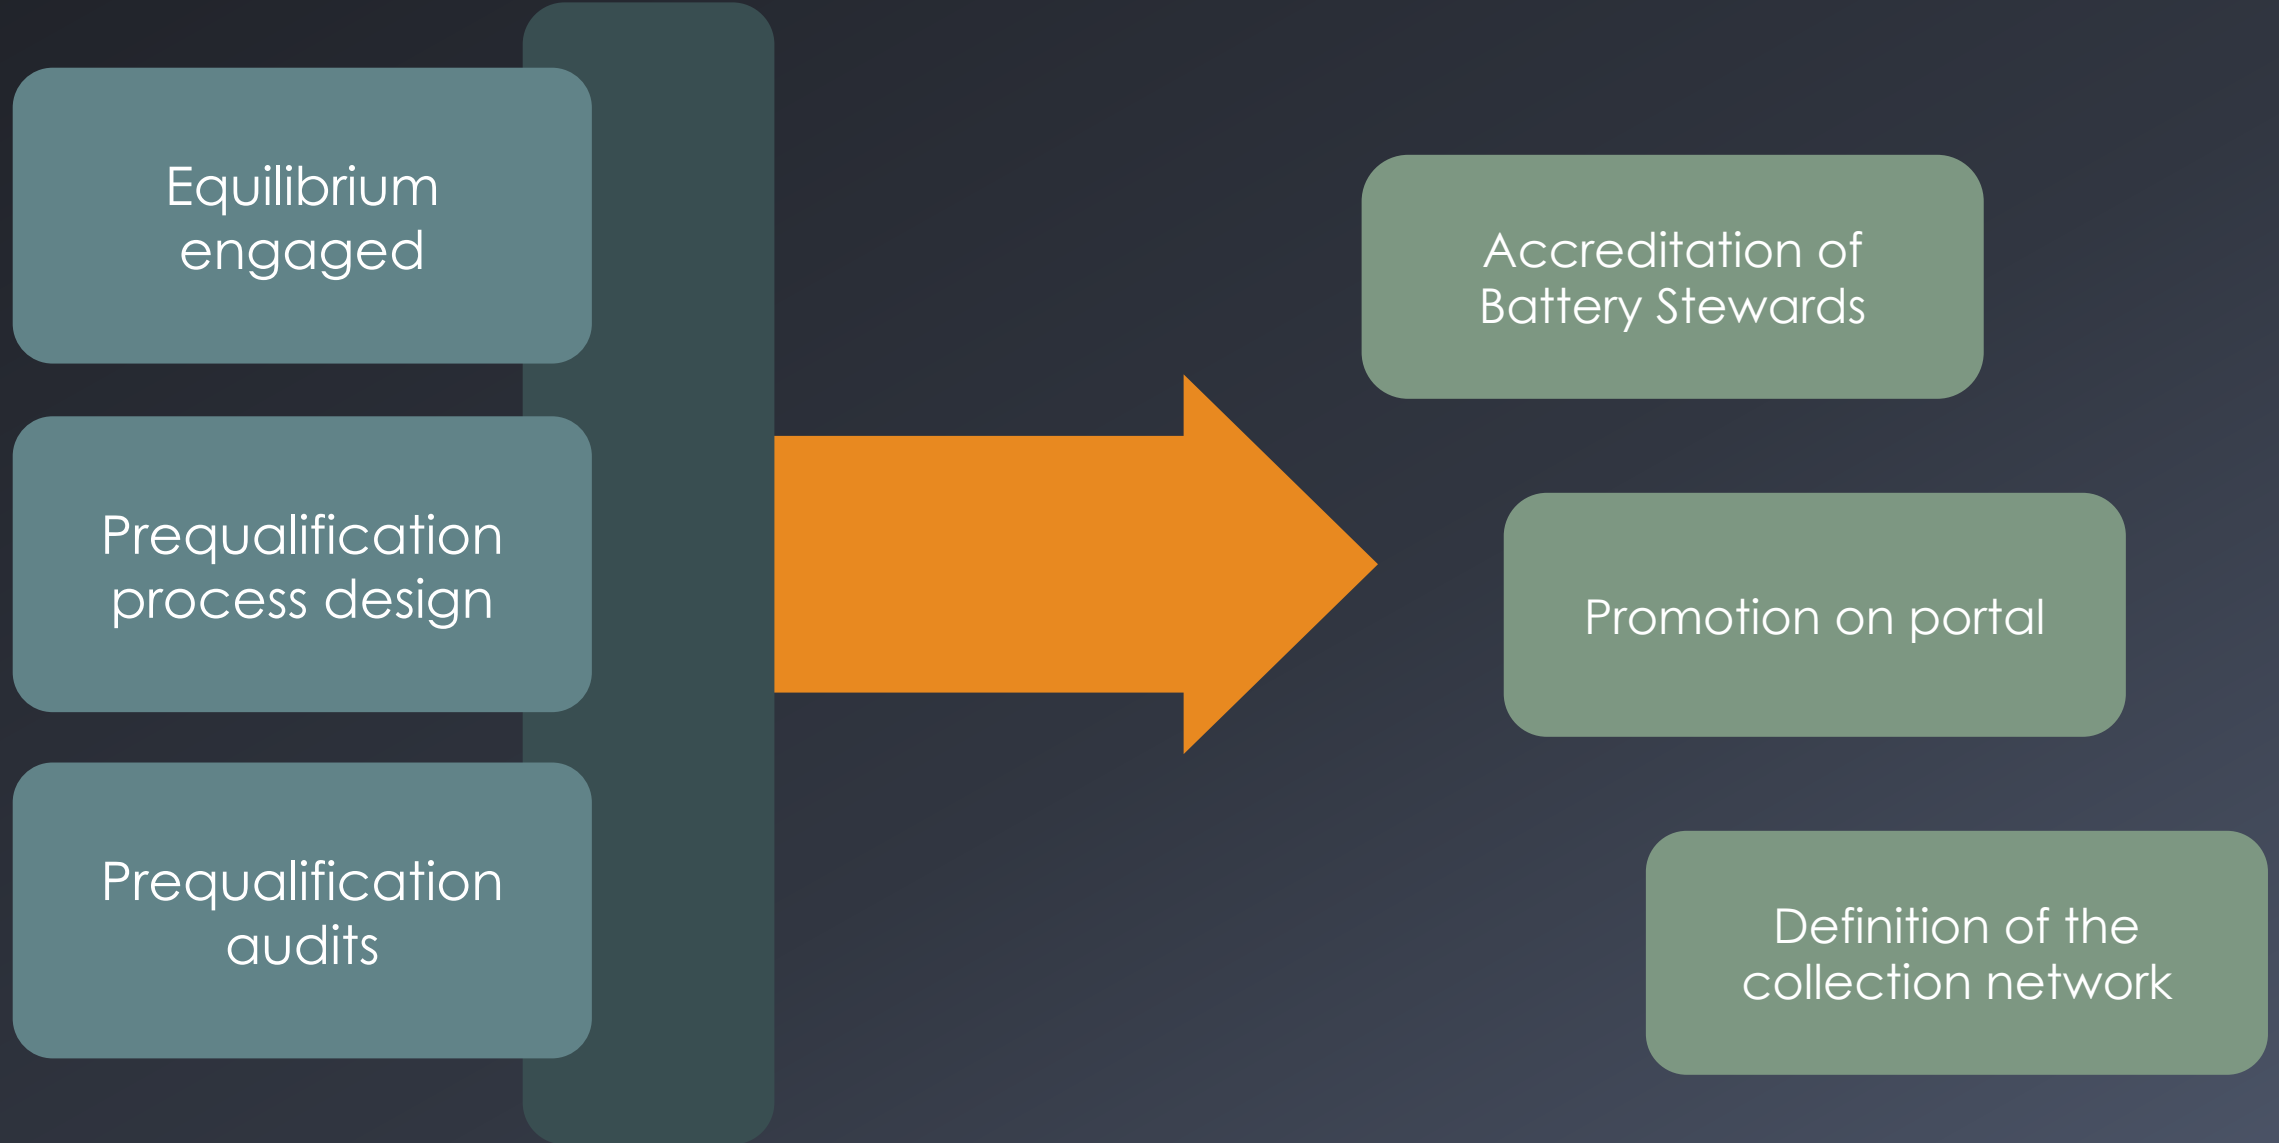 Equilibrium
engaged
Prequalification
process design
Prequalification
audits
Accreditation of
Battery Stewards
Promotion on portal
Definition of the
collection network